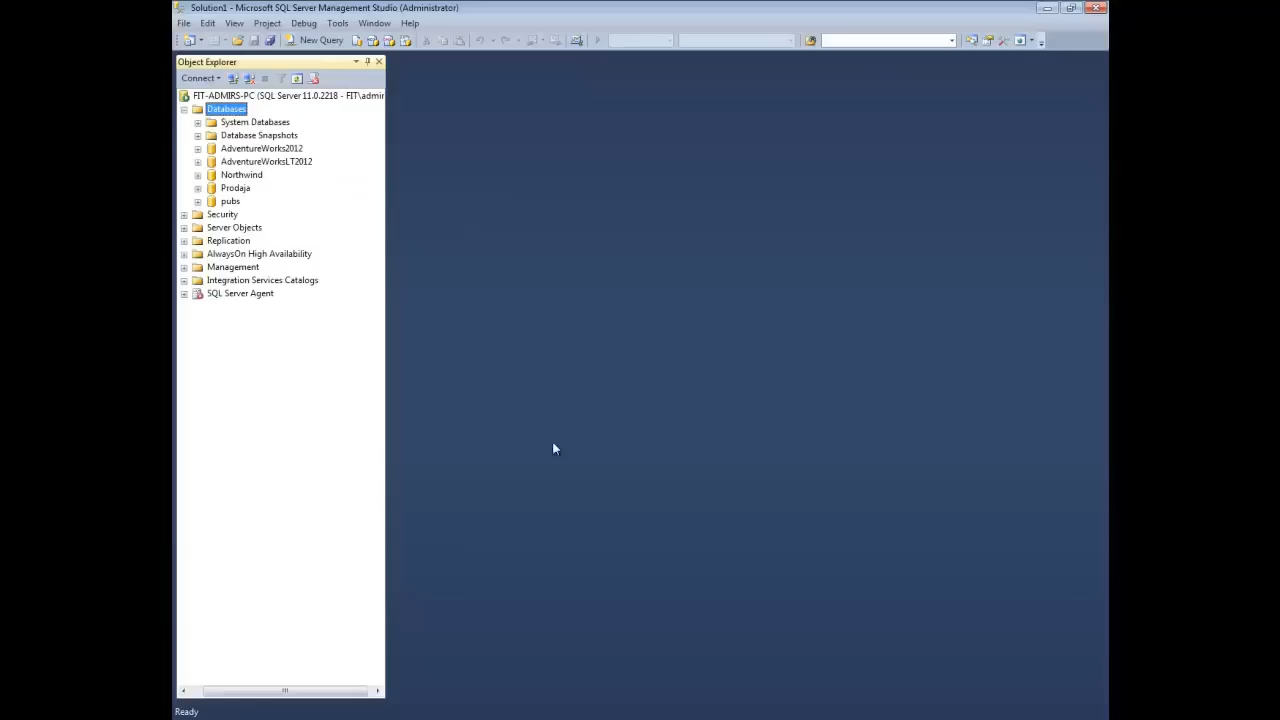 Solution1 - Microsoft SQL Server Management Studio (Administrator)
File Edit View Project Debug Tools Window Help
New Query
Object Explorer
Connect
FIT-ADMIRS-PC (SQL Server 11.0.2218 - FIT\admir
Databases
System Databases
Database Snapshots
AdventureWorks2012
AdventureWorksLT2012
Northwind
Prodaja
pubs
Security
Server Objects
Replication
AlwaysOn High Availability
Management
Integration Services Catalogs
SQL Server Agent
Ready